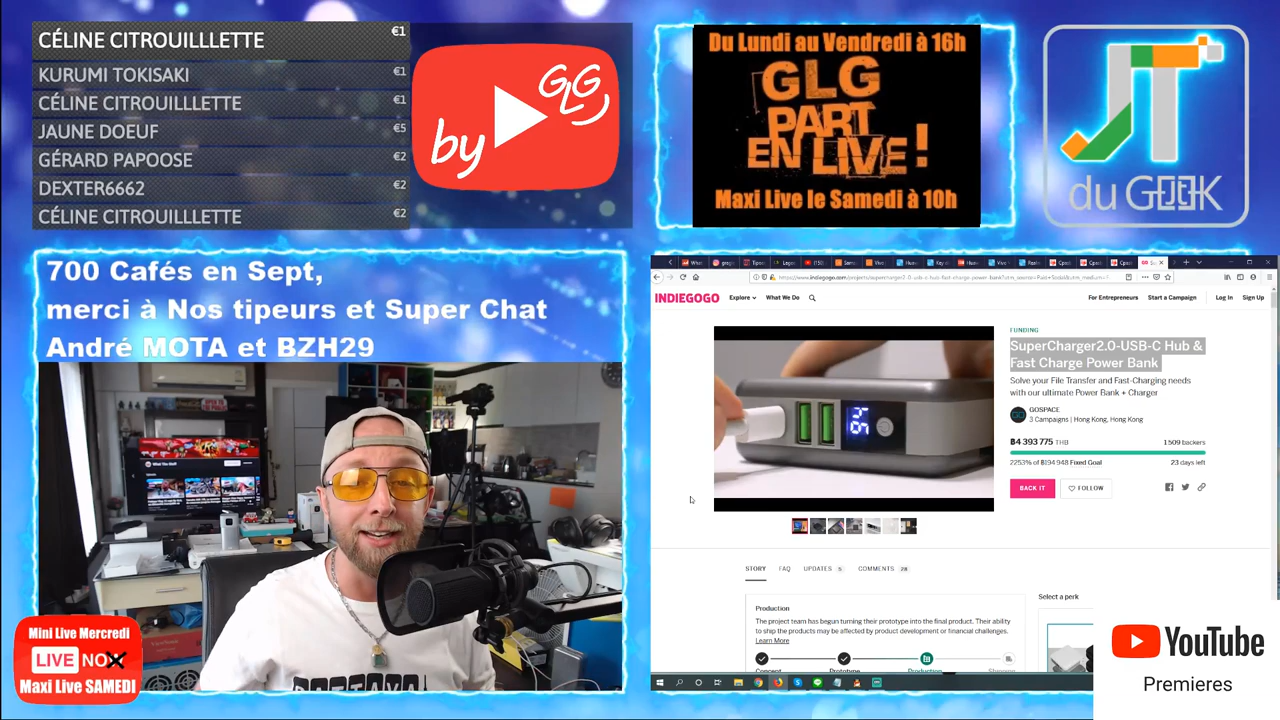 CÉLINE CITROUILLLETTE €1
KURUMI TOKISAKI €1
CÉLINE CITROUILLLETTE €1
JAUNE DOEUF €5
GÉRARD PAPOOSE €2
DEXTER6662 €2
CÉLINE CITROUILLLETTE €2
by GLG
Du Lundi au Vendredi à 16h
GLG
PART
EN LIVE !
Maxi Live le Samedi à 10h
JT
du GEEK
700 Cafés en Sept,
merci à Nos tipeurs et Super Chat
André MOTA et BZH29
Mini Live Mercredi
LIVE NOW
Maxi Live SAMEDI
PATTAYA
INDIEGOGO Explore What We Do For Entrepreneurs Start a Campaign Log In Sign Up
FUNDING
SuperCharger2.0-USB-C Hub &
Fast Charge Power Bank
Solve your File Transfer and Fast-Charging needs
with our ultimate Power Bank + Charger
GOSPACE
3 Campaigns | Hong Kong, Hong Kong
฿4 393 775 THB 1 509 backers
2253% of ฿194 948 Fixed Goal 23 days left
BACK IT FOLLOW
STORY FAQ UPDATES 5 COMMENTS 28
Select a perk
Production
The project team has begun turning their prototype into the final product. Their ability
to ship the products may be affected by product development or financial challenges.
Learn More
Concept Prototype Production
YouTube
Premieres